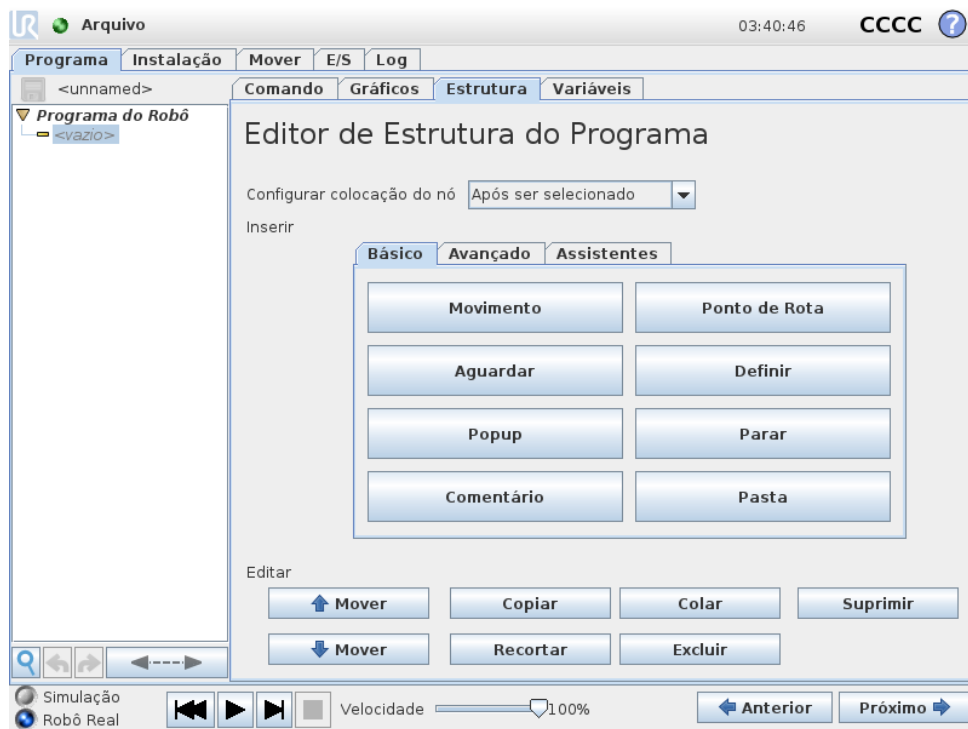 UR Arquivo 03:40:46 CCCC ?
Programa Instalação Mover E/S Log
<unnamed> Comando Gráficos Estrutura Variáveis
Programa do Robô
<vazio>
Editor de Estrutura do Programa
Configurar colocação do nó Após ser selecionado
Inserir
Básico Avançado Assistentes
Movimento Ponto de Rota
Aguardar Definir
Popup Parar
Comentário Pasta
Editar
Mover Copiar Colar Suprimir
Mover Recortar Excluir
Simulação
Robô Real
Velocidade 100% Anterior Próximo